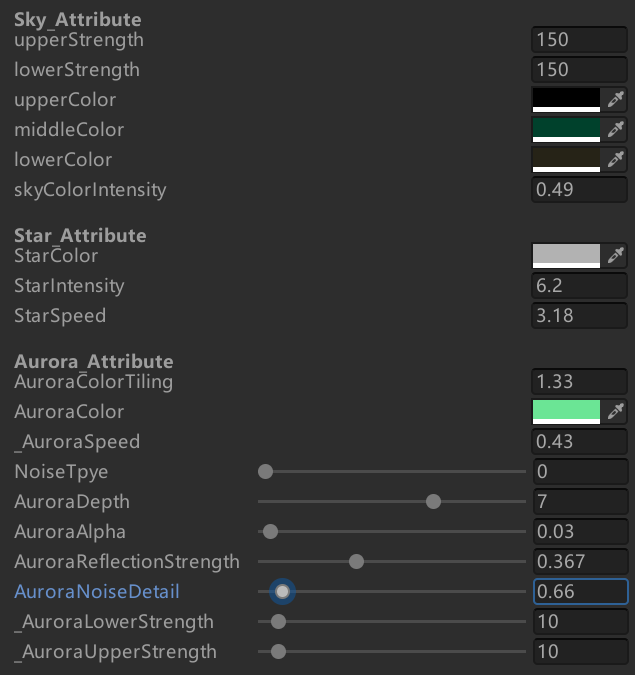 Sky_Attribute
upperStrength 150
lowerStrength 150
upperColor
middleColor
lowerColor
skyColorIntensity 0.49
Star_Attribute
StarColor
StarIntensity 6.2
StarSpeed 3.18
Aurora_Attribute
AuroraColorTiling 1.33
AuroraColor
_AuroraSpeed 0.43
NoiseTpye 0
AuroraDepth 7
AuroraAlpha 0.03
AuroraReflectionStrength 0.367
AuroraNoiseDetail 0.66
_AuroraLowerStrength 10
_AuroraUpperStrength 10